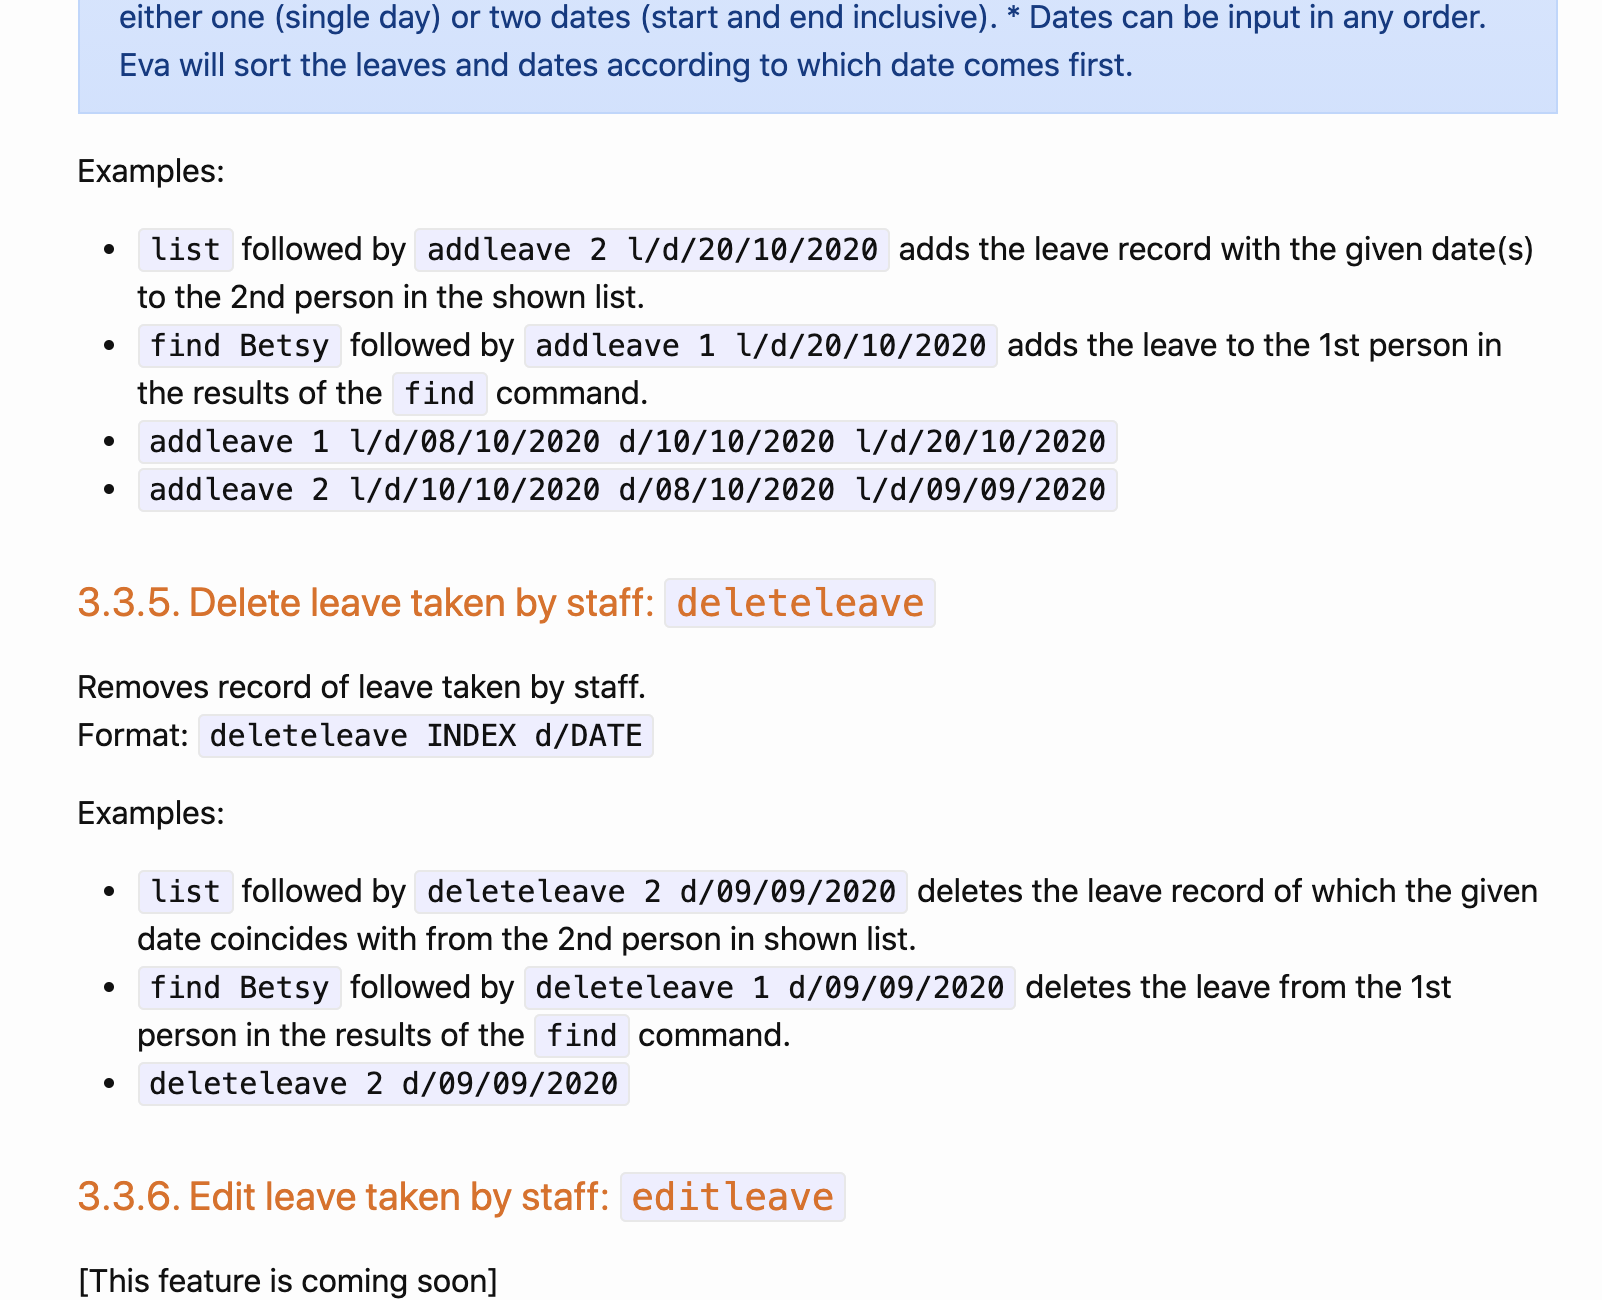 either one (single day) or two dates (start and end inclusive). * Dates can be input in any order.
Eva will sort the leaves and dates according to which date comes first.
Examples:
• list followed by addleave 2 l/d/20/10/2020 adds the leave record with the given date(s)
to the 2nd person in the shown list.
• find Betsy followed by addleave 1 l/d/20/10/2020 adds the leave to the 1st person in
the results of the find command.
• addleave 1 l/d/08/10/2020 d/10/10/2020 l/d/20/10/2020
• addleave 2 l/d/10/10/2020 d/08/10/2020 l/d/09/09/2020
3.3.5. Delete leave taken by staff: deleteleave
Removes record of leave taken by staff.
Format: deleteleave INDEX d/DATE
Examples:
• list followed by deleteleave 2 d/09/09/2020 deletes the leave record of which the given
date coincides with from the 2nd person in shown list.
• find Betsy followed by deleteleave 1 d/09/09/2020 deletes the leave from the 1st
person in the results of the find command.
• deleteleave 2 d/09/09/2020
3.3.6. Edit leave taken by staff: editleave
[This feature is coming soon]